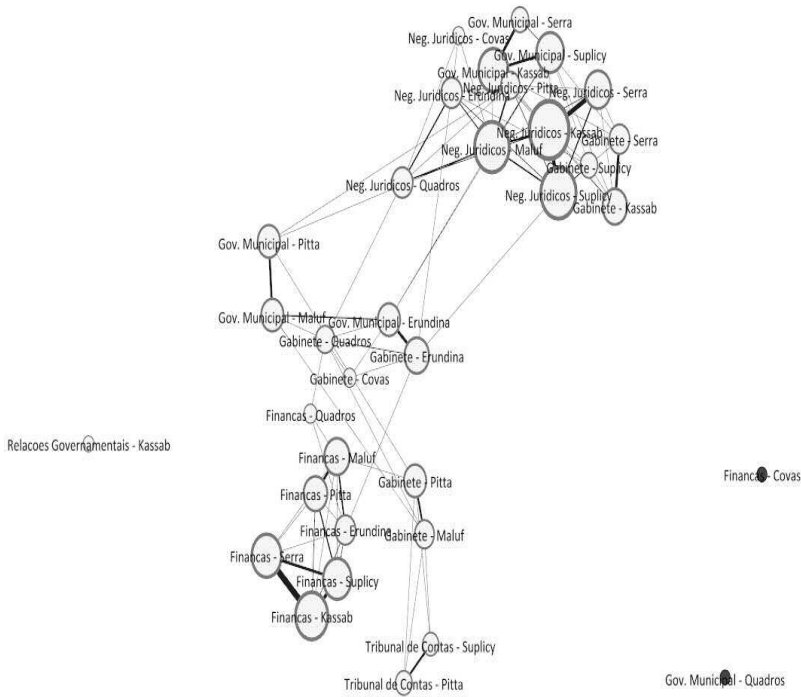 Gov. Municipal - Serra
Neg. Juridicos - Covas
Gov. Municipal - Suplicy
Gov. Municipal - Kassab
Neg. Juridicos - Pitta
Neg. Juridicos - Erundina
Neg. Juridicos - Serra
Neg. Juridicos - Kassab
Gabinete - Serra
Neg. Juridicos - Maluf
Gabinete - Suplicy
Neg. Juridicos - Quadros
Neg. Juridicos - Suplicy
Gabinete - Kassab
Gov. Municipal - Pitta
Gov. Municipal - Maluf
Gov. Municipal - Erundina
Gabinete - Quadros
Gabinete - Erundina
Gabinete - Covas
Financas - Quadros
Relacoes Governamentais - Kassab
Financas - Maluf
Financas - Covas
Gabinete - Pitta
Financas - Pitta
Financas - Erundina
Gabinete - Maluf
Financas - Serra
Financas - Suplicy
Financas - Kassab
Tribunal de Contas - Suplicy
Tribunal de Contas - Pitta
Gov. Municipal - Quadros